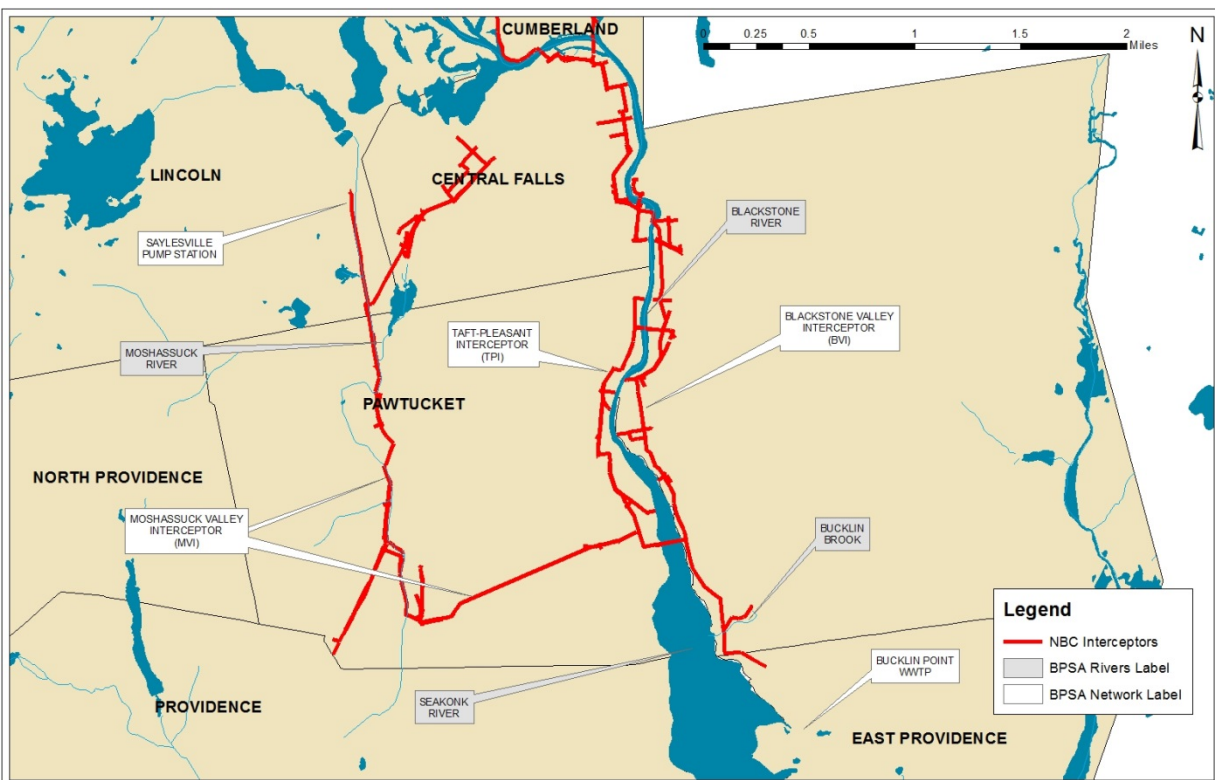 CUMBERLAND
0 0.25 0.5 1 1.5 2
Miles
N
LINCOLN
CENTRAL FALLS
SAYLESVILLE
PUMP STATION
BLACKSTONE
RIVER
BLACKSTONE VALLEY
INTERCEPTOR
(BVI)
TAFT-PLEASANT
INTERCEPTOR
(TPI)
MOSHASSUCK
RIVER
PAWTUCKET
NORTH PROVIDENCE
MOSHASSUCK VALLEY
INTERCEPTOR
(MVI)
BUCKLIN
BROOK
Legend
NBC Interceptors
BPSA Rivers Label
BPSA Network Label
BUCKLIN POINT
WWTP
SEAKONK
RIVER
PROVIDENCE
EAST PROVIDENCE